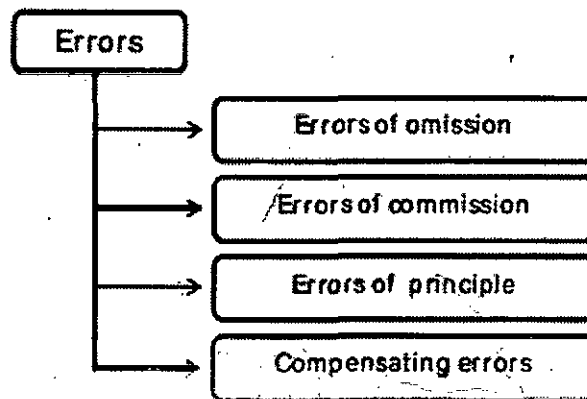 Errors
Errors of omission
Errors of commission
Errors of principle
Compensating errors